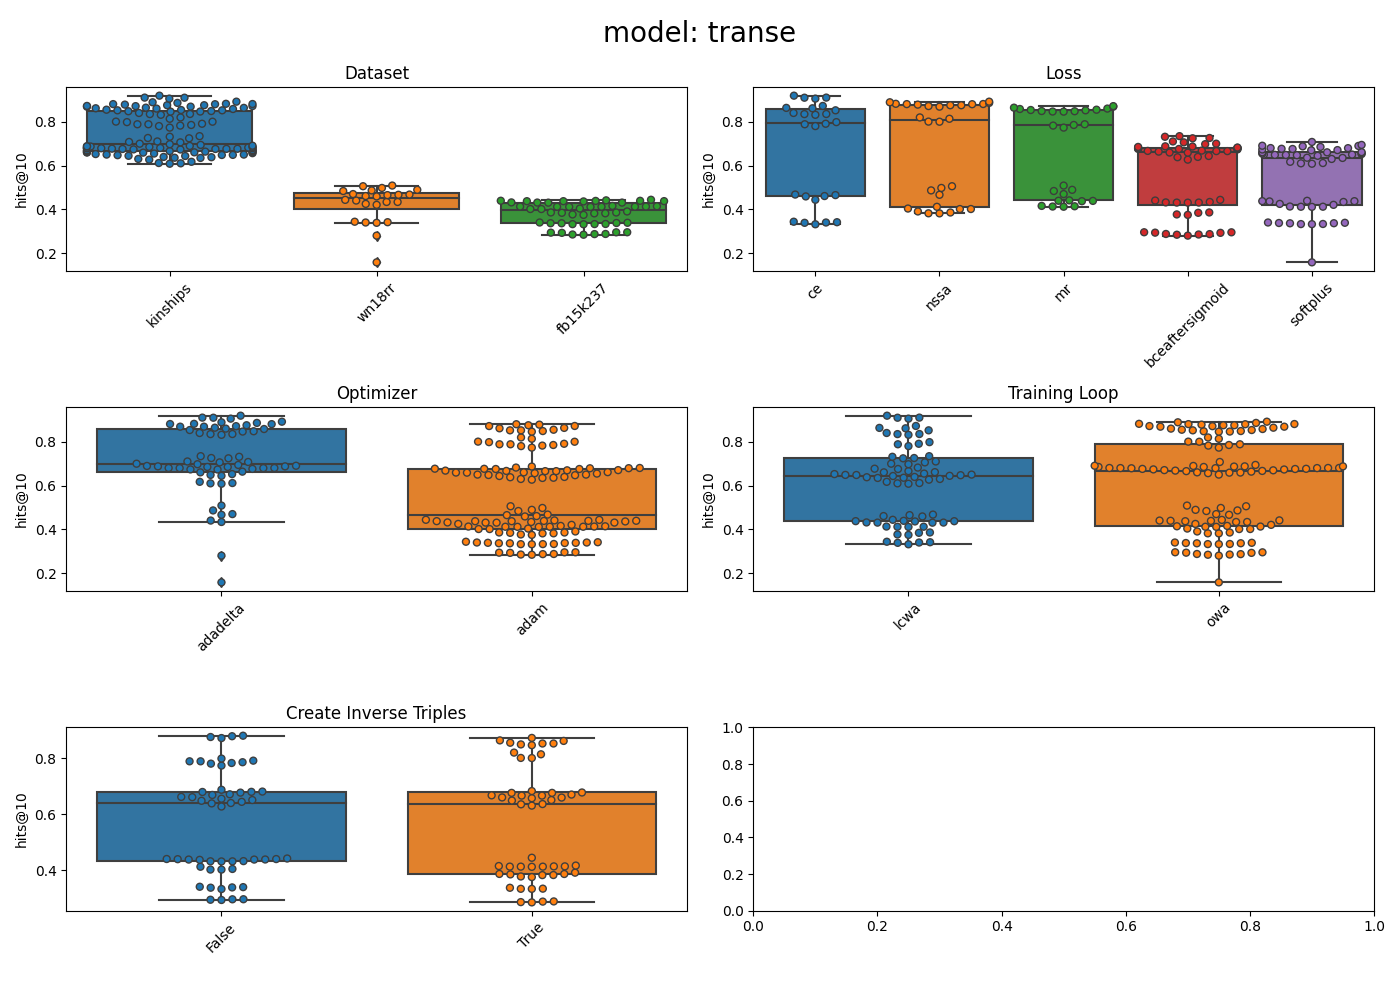 model: transe
Dataset
hits@10
0.8
0.6
0.4
0.2
kinships
wn18rr
fb15k237
Loss
hits@10
0.8
0.6
0.4
0.2
ce
nssa
mr
bceaftersigmoid
softplus
Optimizer
hits@10
0.8
0.6
0.4
0.2
adadelta
adam
Training Loop
hits@10
0.8
0.6
0.4
0.2
lcwa
owa
Create Inverse Triples
hits@10
0.8
0.6
0.4
False
True
1.0
0.8
0.6
0.4
0.2
0.0
0.0 0.2 0.4 0.6 0.8 1.0